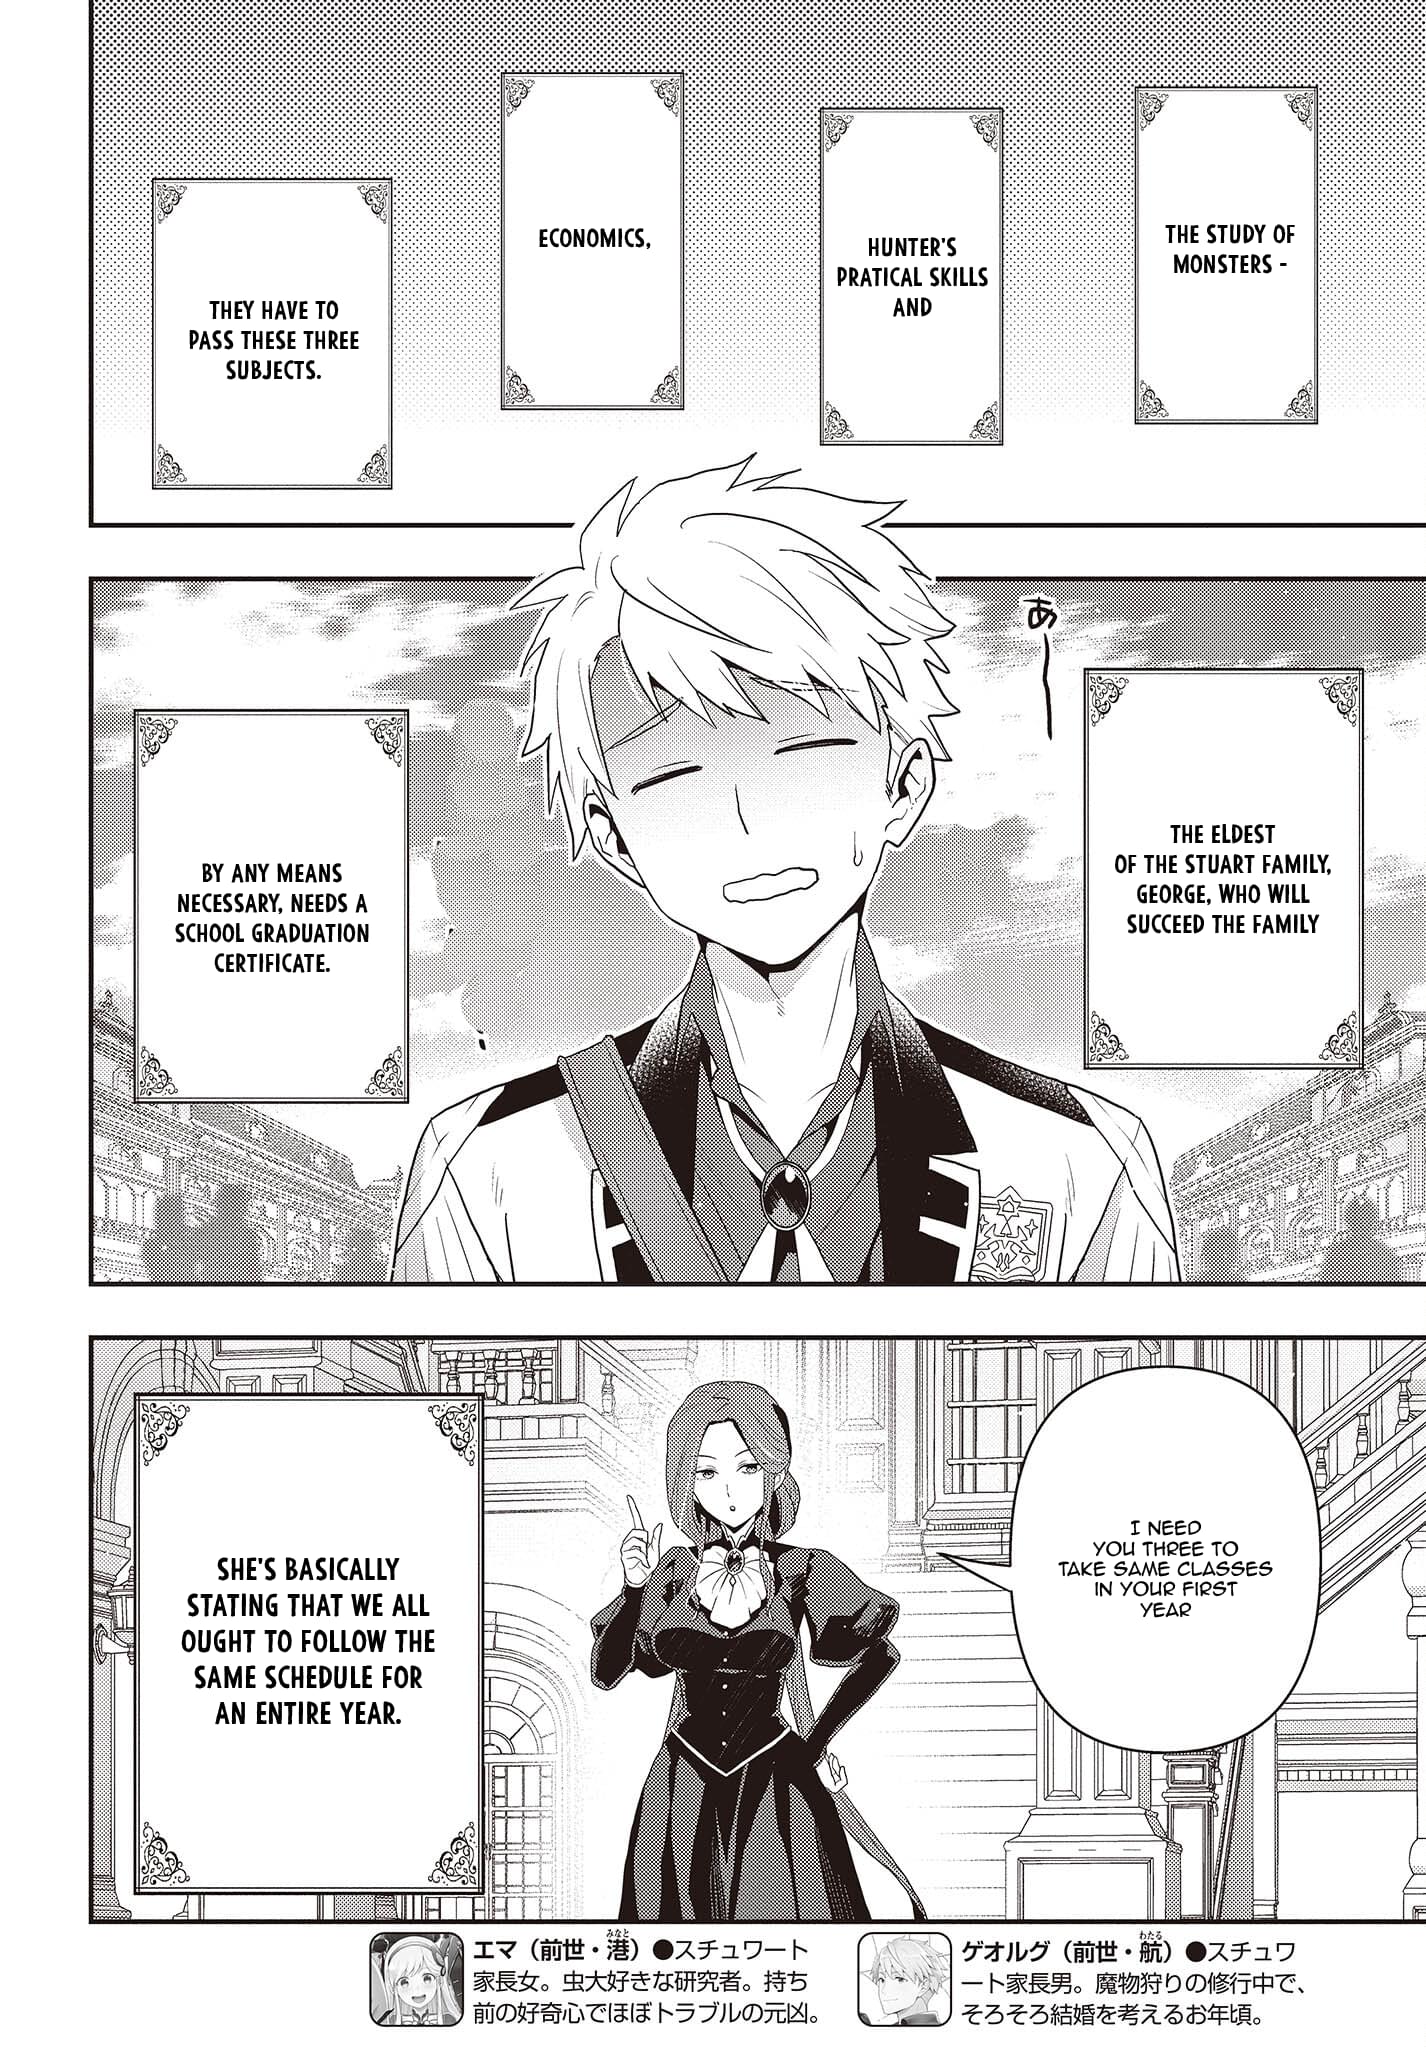 THE STUDY OF
MONSTERS -
HUNTER'S
PRATICAL SKILLS
AND
ECONOMICS,
THEY HAVE TO
PASS THESE THREE
SUBJECTS.
あー
THE ELDEST
OF THE STUART FAMILY,
GEORGE, WHO WILL
SUCCEED THE FAMILY
BY ANY MEANS
NECESSARY, NEEDS A
SCHOOL GRADUATION
CERTIFICATE.
I NEED
YOU THREE TO
TAKE SAME CLASSES
IN YOUR FIRST
YEAR
SHE'S BASICALLY
STATING THAT WE ALL
OUGHT TO FOLLOW THE
SAME SCHEDULE FOR
AN ENTIRE YEAR.
わたる
ゲオルグ（前世・航）●スチュワ
ート家長男。魔物狩りの修行中で、
そろそろ結婚を考えるお年頃。
みなと
エマ（前世・港）●スチュワート
家長女。虫大好きな研究者。持ち
前の好奇心でほぼトラブルの元凶。